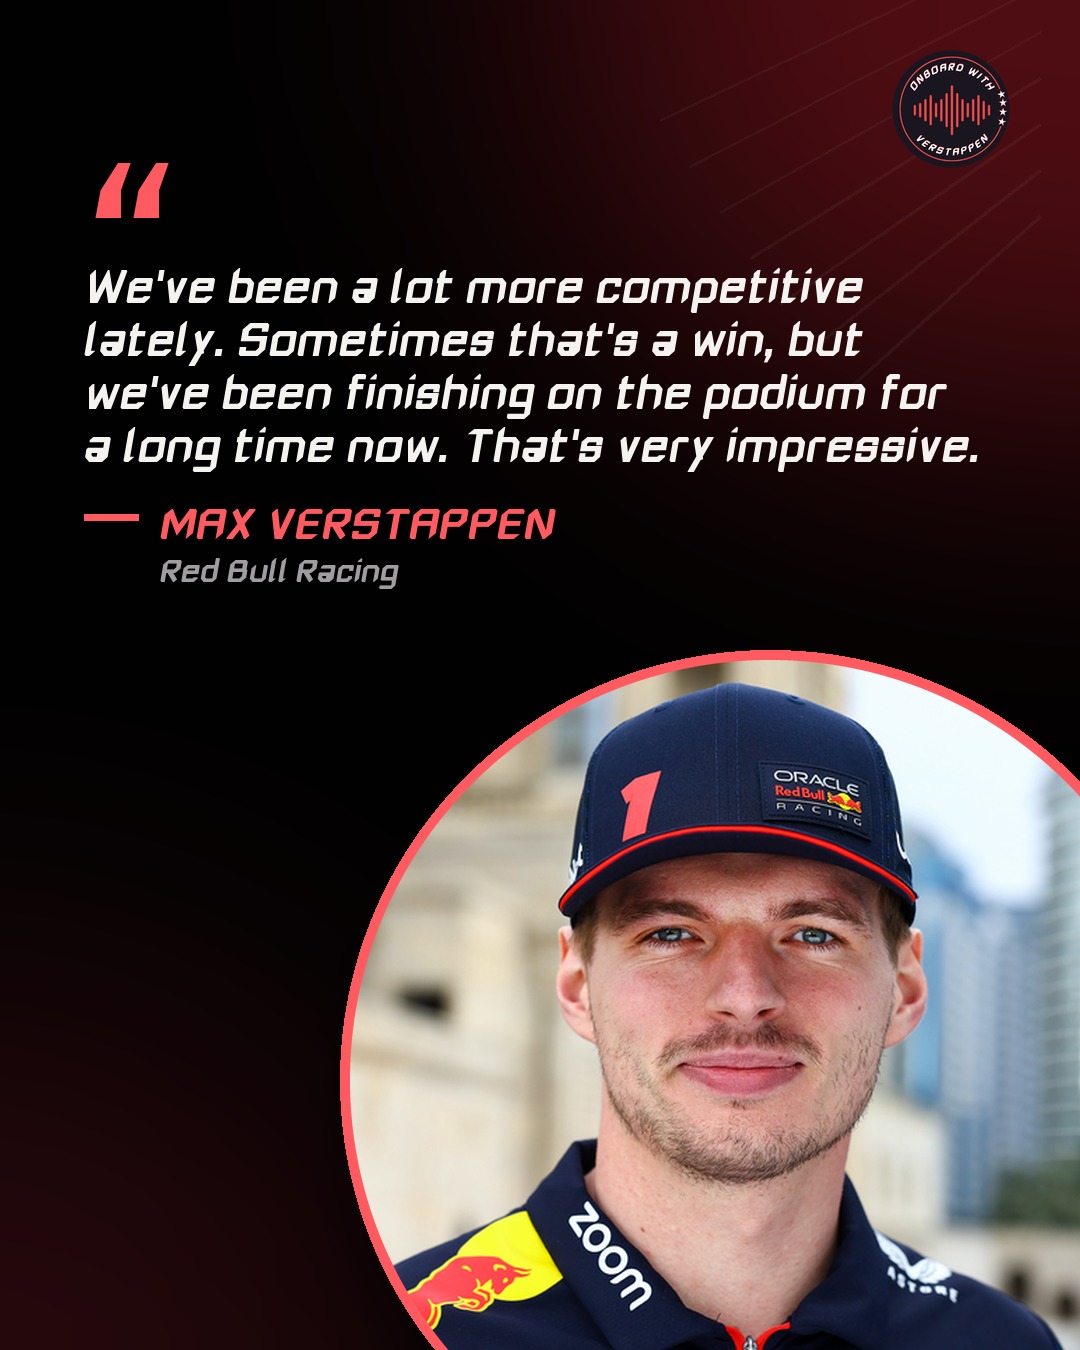 ONBOARD WITH
VERSTAPPEN
“
We've been a lot more competitive
lately. Sometimes that's a win, but
we've been finishing on the podium for
a long time now. That's very impressive.
MAX VERSTAPPEN
Red Bull Racing
1
ORACLE
Red Bull
RACING
zoom
ASTORE